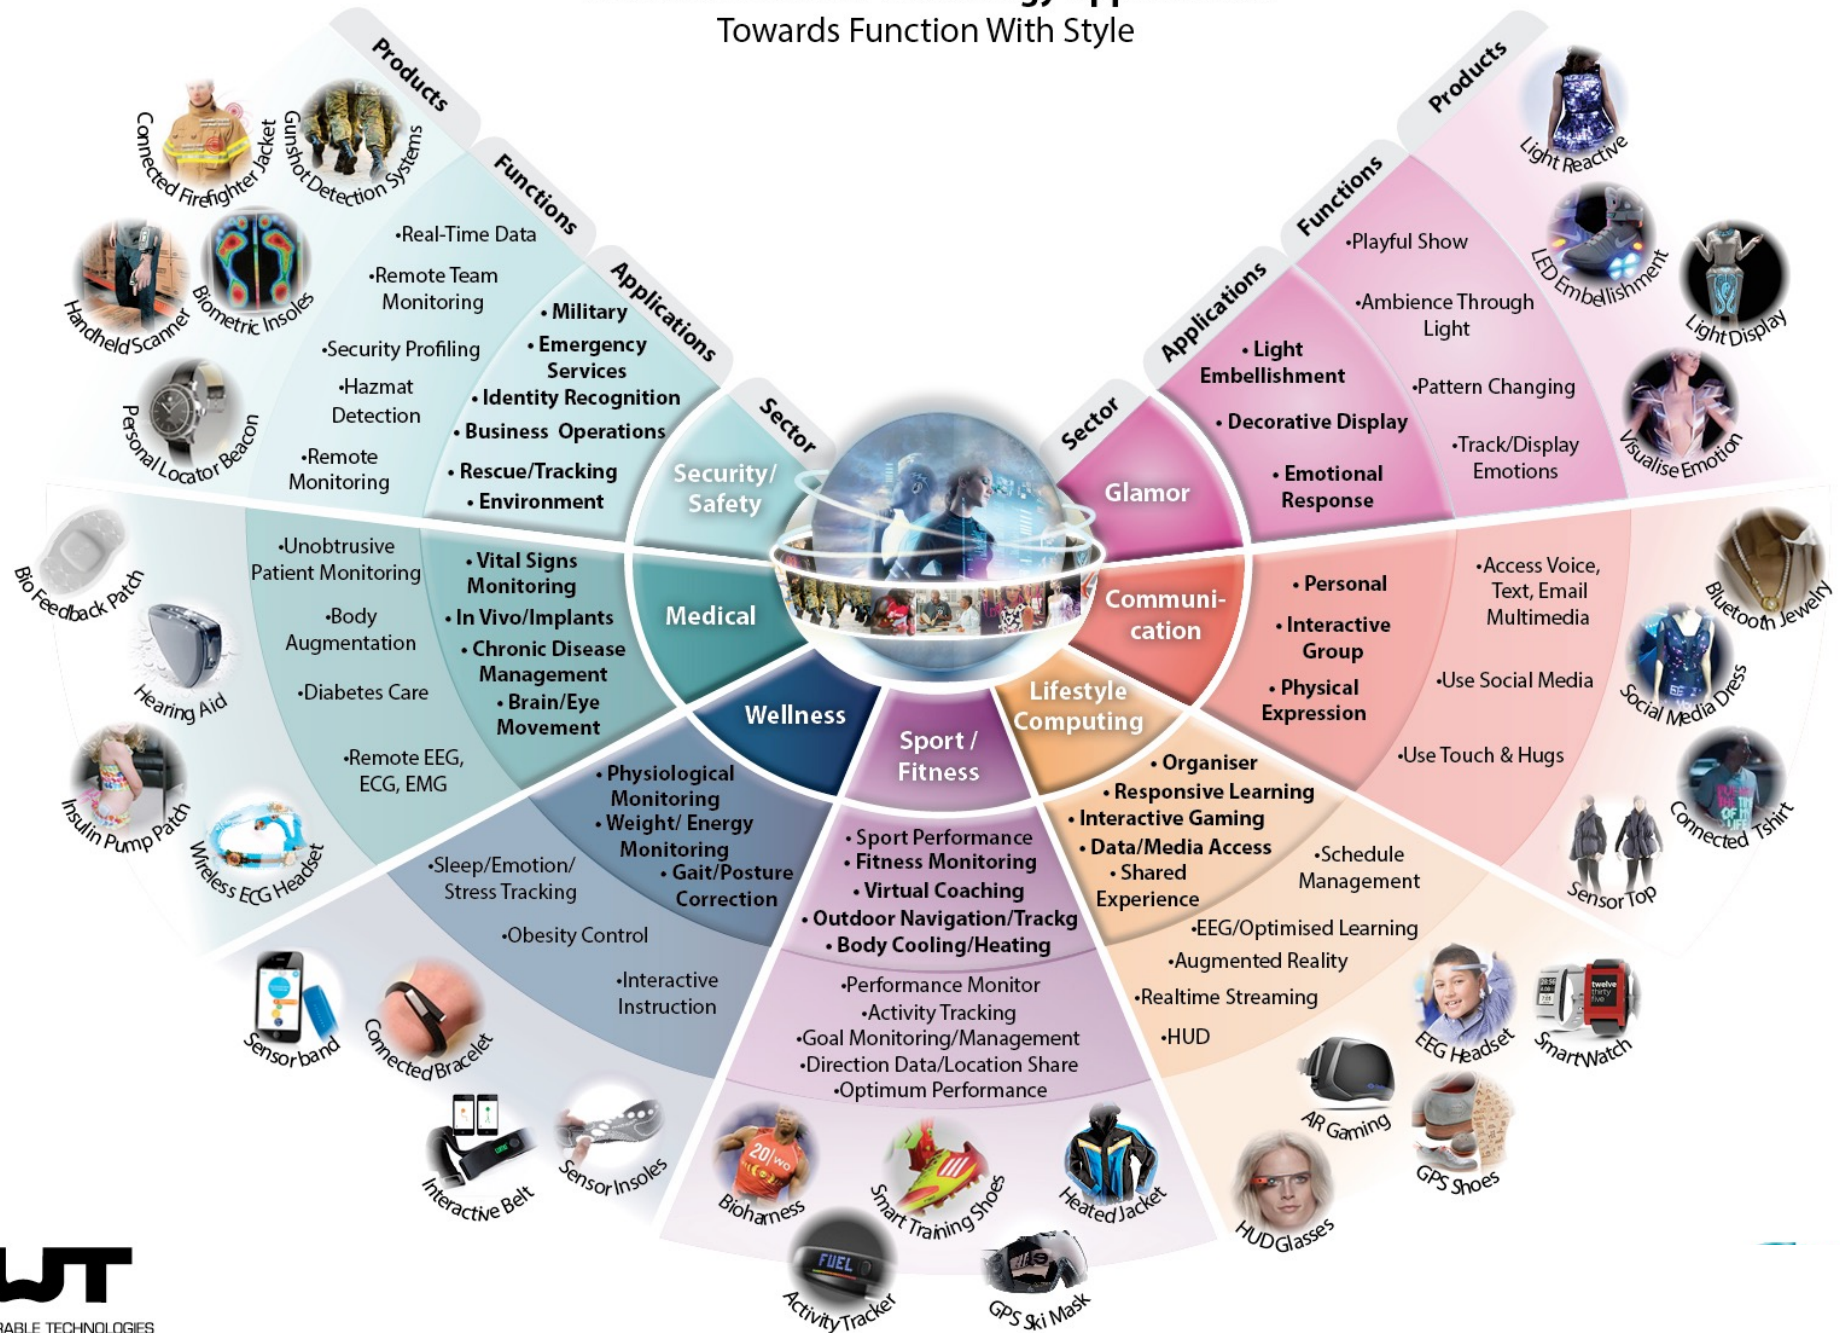 Towards Function With Style
Products
Functions
Applications
Sector
Security/
Safety
• Military
• Emergency
Services
• Identity Recognition
• Business Operations
• Rescue/Tracking
• Environment
•Real-Time Data
•Remote Team
Monitoring
•Security Profiling
•Hazmat
Detection
•Remote
Monitoring
Connected Firefighter Jacket
Gunshot Detection Systems
Handheld Scanner
Biometric Insoles
Personal Locator Beacon
Medical
• Vital Signs
Monitoring
• In Vivo/Implants
• Chronic Disease
Management
• Brain/Eye
Movement
•Unobtrusive
Patient Monitoring
•Body
Augmentation
•Diabetes Care
•Remote EEG,
ECG, EMG
Bio Feedback Patch
Hearing Aid
Insulin Pump Patch
Wireless ECG Headset
Wellness
• Physiological
Monitoring
• Weight/ Energy
Monitoring
• Gait/Posture
Correction
•Sleep/Emotion/
Stress Tracking
•Obesity Control
•Interactive
Instruction
Sensor band
Connected Bracelet
Interactive Belt
Sensor Insoles
Sport /
Fitness
• Sport Performance
• Fitness Monitoring
• Virtual Coaching
• Outdoor Navigation/Trackg
• Body Cooling/Heating
•Performance Monitor
•Activity Tracking
•Goal Monitoring/Management
•Direction Data/Location Share
•Optimum Performance
Bioharness
Smart Training Shoes
Heated Jacket
FUEL
Activity Tracker
GPS Ski Mask
Lifestyle
Computing
• Organiser
• Responsive Learning
• Interactive Gaming
• Data/Media Access
• Shared
Experience
•Schedule
Management
•EEG/Optimised Learning
•Augmented Reality
•Realtime Streaming
•HUD
EEG Headset
twelve
thirty
five
SmartWatch
AR Gaming
GPS Shoes
HUD Glasses
Communi-
cation
• Personal
• Interactive
Group
• Physical
Expression
•Access Voice,
Text, Email
Multimedia
•Use Social Media
•Use Touch & Hugs
Bluetooth Jewelry
Social Media Dress
Connected Tshirt
Sensor Top
Sector
Applications
Functions
Products
Glamor
• Light
Embellishment
• Decorative Display
• Emotional
Response
•Playful Show
•Ambience Through
Light
•Pattern Changing
•Track/Display
Emotions
Light Reactive
LED Embellishment
Light Display
Visualise Emotion
TECHNOLOGIES